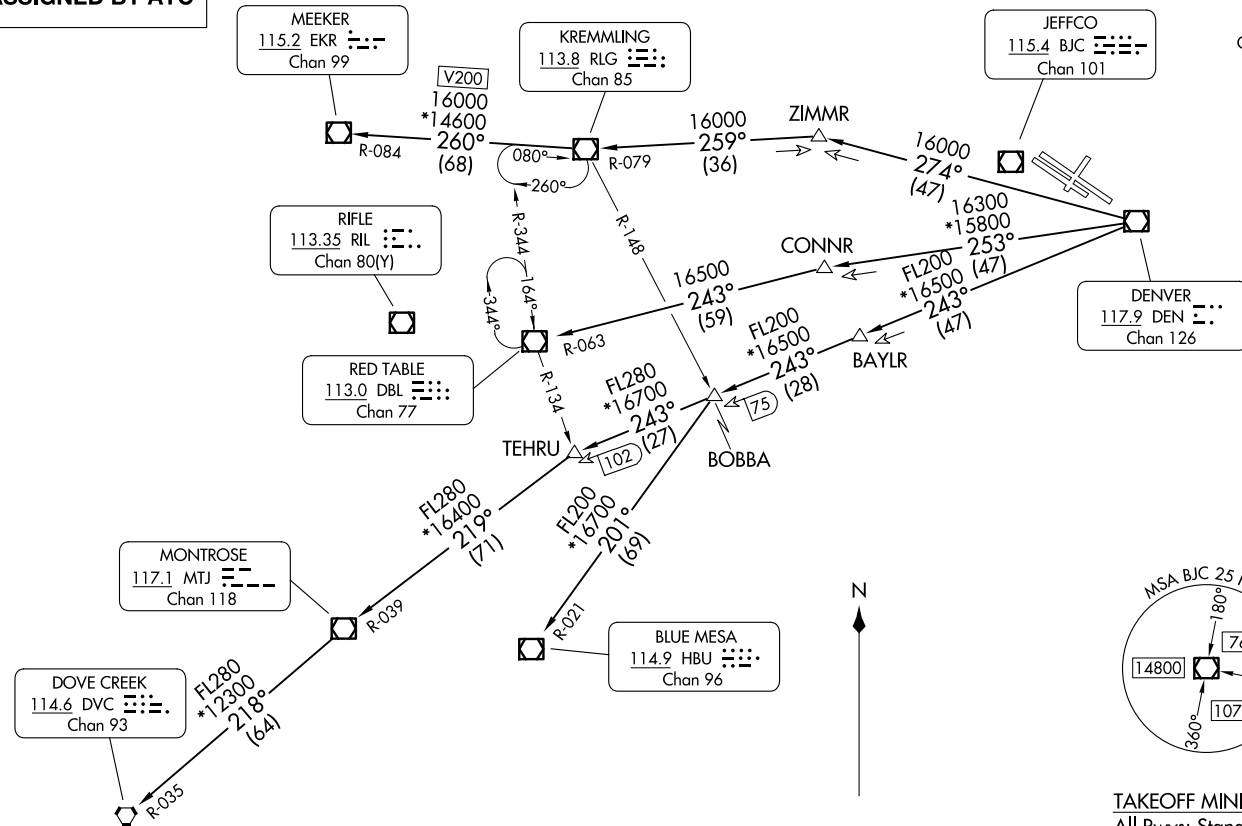 ASSIGNED BY ATC
MEEKER
115.2 EKR
Chan 99
KREMMLING
113.8 RLG
Chan 85
JEFFCO
115.4 BJC
Chan 101
V200
16000
*14600
260°
(68)
R-084
080°
260°
R-079
16000
259°
(36)
ZIMMR
16000
274°
(47)
16300
*15800
253°
(47)
RIFLE
113.35 RIL
Chan 80(Y)
R-344
164°
344°
R-148
CONNR
16500
243°
(59)
R-063
FL200
*16500
243°
(47)
DENVER
117.9 DEN
Chan 126
RED TABLE
113.0 DBL
Chan 77
R-134
FL200
*16500
243°
(28)
BAYLR
75
BOBBA
FL280
*16700
243°
(27)
TEHRU
102
FL280
*16400
219°
(71)
FL200
*16700
201°
(69)
MONTROSE
117.1 MTJ
Chan 118
R-039
R-021
BLUE MESA
114.9 HBU
Chan 96
N
MSA BJC 25
180°
14800
360°
107
DOVE CREEK
114.6 DVC
Chan 93
FL280
*12300
218°
(64)
R-035
TAKEOFF